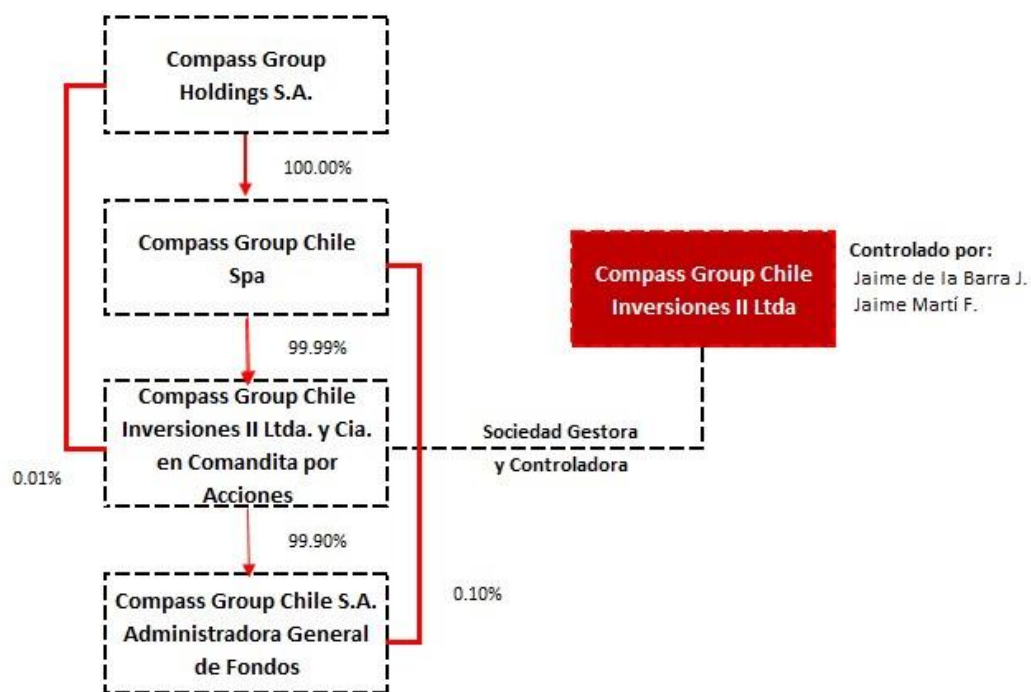 Compass Group
Holdings S.A.
100.00%
Compass Group Chile
Spa
Compass Group Chile
Inversiones II Ltda
Controlado por:
Jaime de la Barra J.
Jaime Martí F.
99.99%
Compass Group Chile
Inversiones II Ltda. y Cia.
en Comandita por
Acciones
Sociedad Gestora
y Controladora
0.01%
99.90%
0.10%
Compass Group Chile S.A.
Administradora General
de Fondos